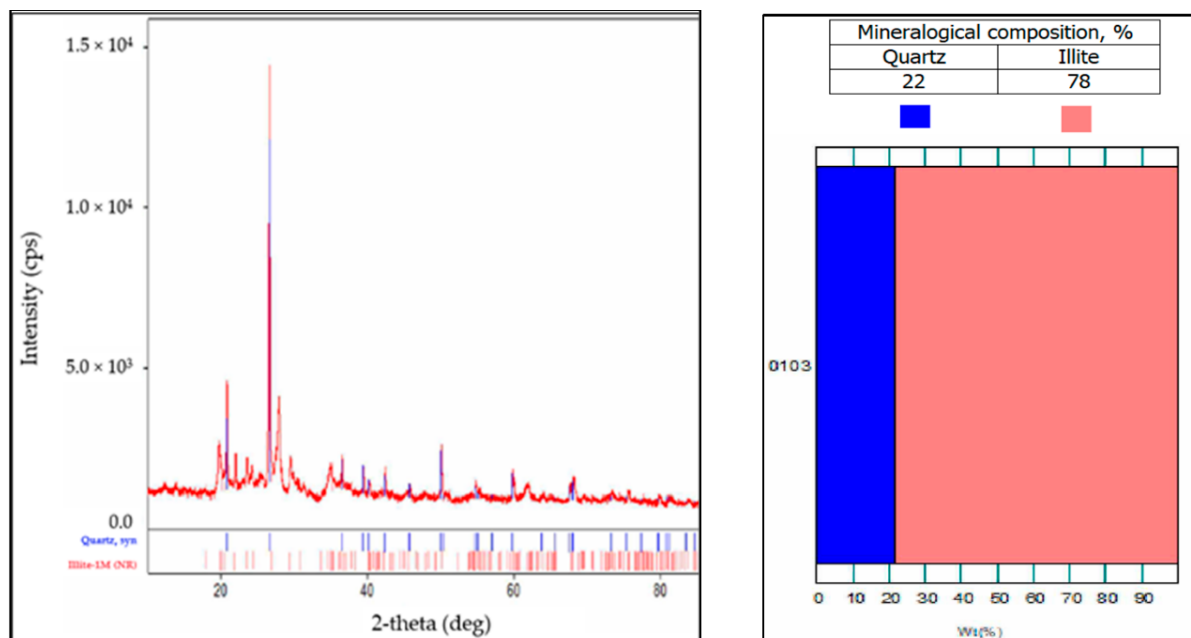 1.5 × 10⁴
1.0 × 10⁴
5.0 × 10³
0.0
Intensity (cps)
Quartz, syn
Illite-1M (NR)
20 40 60 80
2-theta (deg)
Mineralogical composition, %
Quartz Illite
22 78
0103
0 10 20 30 40 50 60 70 80 90
Wt(%)